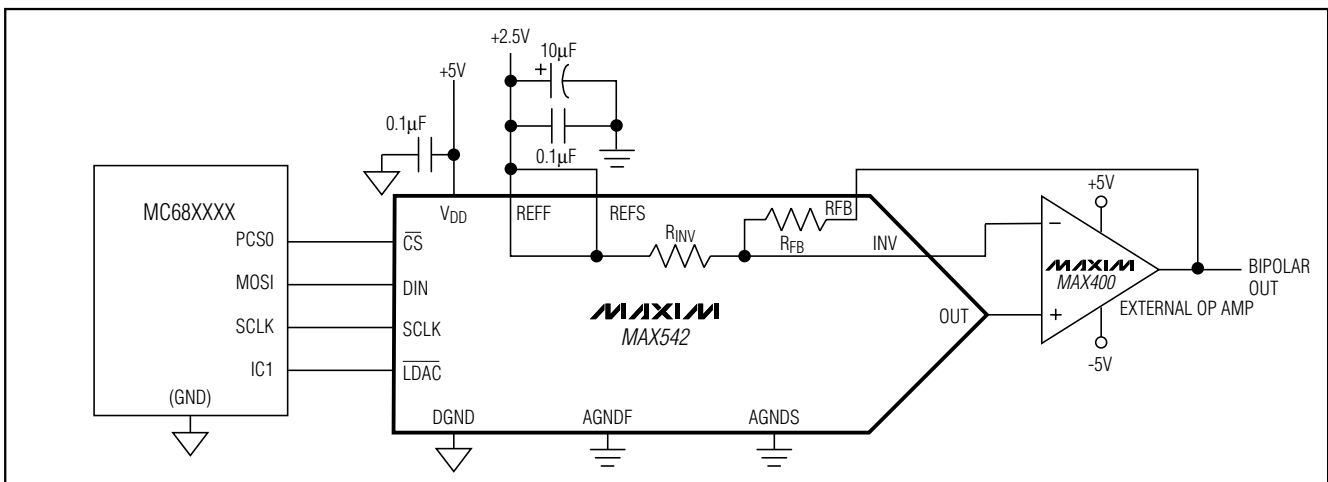 +2.5V
10μF
+
+5V
0.1μF
0.1μF
MC68XXXX
PCS0
MOSI
SCLK
IC1
(GND)
VDD
REFF
REFS
RINV
RFB
RFB
INV
CS
DIN
SCLK
LDAC
MAXIM
MAX542
OUT
DGND
AGNDF
AGNDS
+5V
−
MAXIM
MAX400
+
EXTERNAL OP AMP
-5V
BIPOLAR
OUT